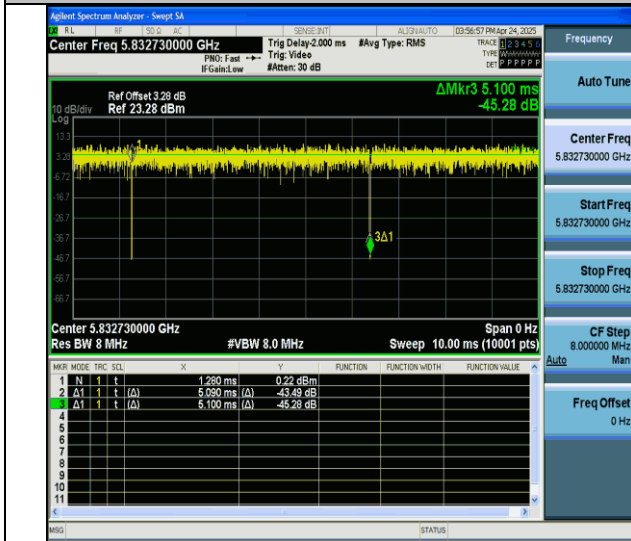 Agilent Spectrum Analyzer - Swept SA
RL RF 50 Ω AC SENSE:INT ALIGNAUTO 03:56:57 PM Apr 24, 2025
Center Freq 5.832730000 GHz
PNO: Fast
IFGain:Low
Trig Delay-2.000 ms
Trig: Video
#Atten: 30 dB
#Avg Type: RMS
TRACE 1 2 3 4 5 6
TYPE
DET P P P P P P
Frequency
Auto Tune
Center Freq
5.832730000 GHz
Start Freq
5.832730000 GHz
Stop Freq
5.832730000 GHz
CF Step
8.000000 MHz
Auto Man
Freq Offset
0 Hz
Ref Offset 3.28 dB
Ref 23.28 dBm
10 dB/div
Log
ΔMkr3 5.100 ms
-45.28 dB
13.3
3.28
-6.72
-16.7
-26.7
-36.7
-46.7
-56.7
-66.7
3Δ1
Center 5.832730000 GHz Span 0 Hz
Res BW 8 MHz #VBW 8.0 MHz Sweep 10.00 ms (10001 pts)
MKR MODE TRC SCL X Y FUNCTION FUNCTION WIDTH FUNCTION VALUE
1 N 1 t 1.280 ms 0.22 dBm
2 Δ1 1 t (Δ) 5.090 ms (Δ) -43.49 dB
3 Δ1 1 t (Δ) 5.100 ms (Δ) -45.28 dB
4
5
6
7
8
9
10
11
MSG STATUS